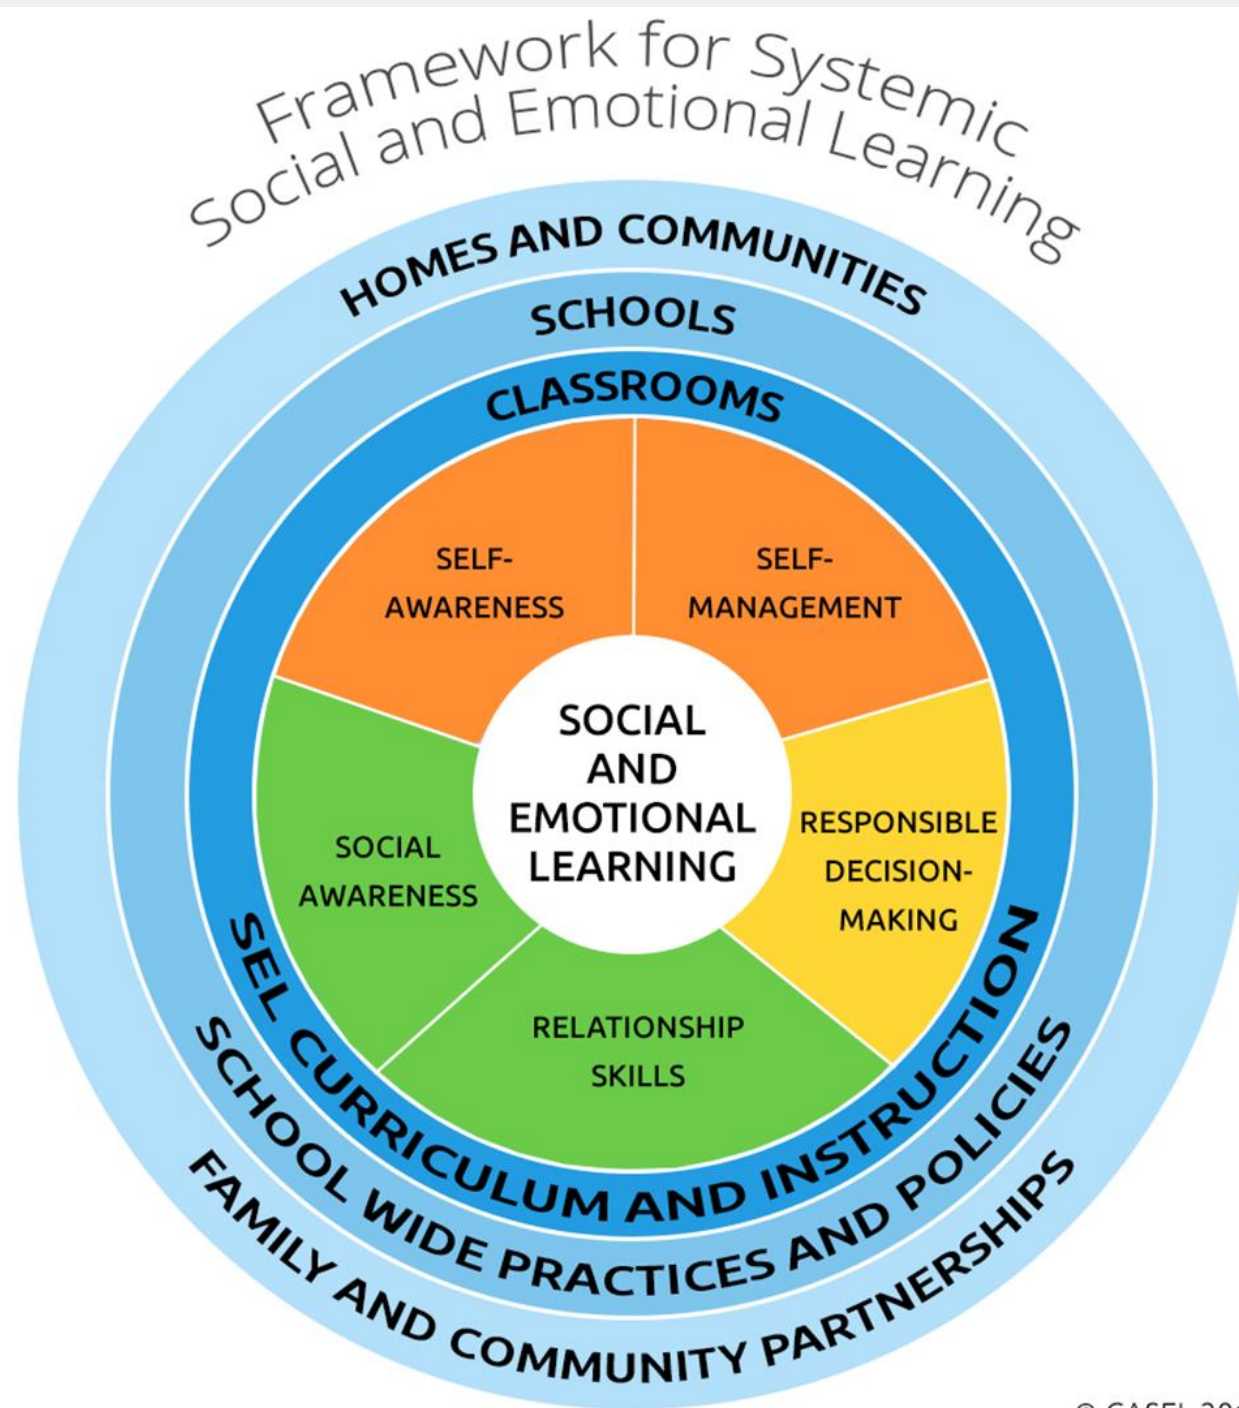 Framework for Systemic
Social and Emotional Learning
HOMES AND COMMUNITIES
SCHOOLS
CLASSROOMS
SELF-
AWARENESS
SELF-
MANAGEMENT
SOCIAL
AND
EMOTIONAL
LEARNING
SOCIAL
AWARENESS
RESPONSIBLE
DECISION-
MAKING
RELATIONSHIP
SKILLS
SEL CURRICULUM AND INSTRUCTION
SCHOOL WIDE PRACTICES AND POLICIES
FAMILY AND COMMUNITY PARTNERSHIPS
© CASEL